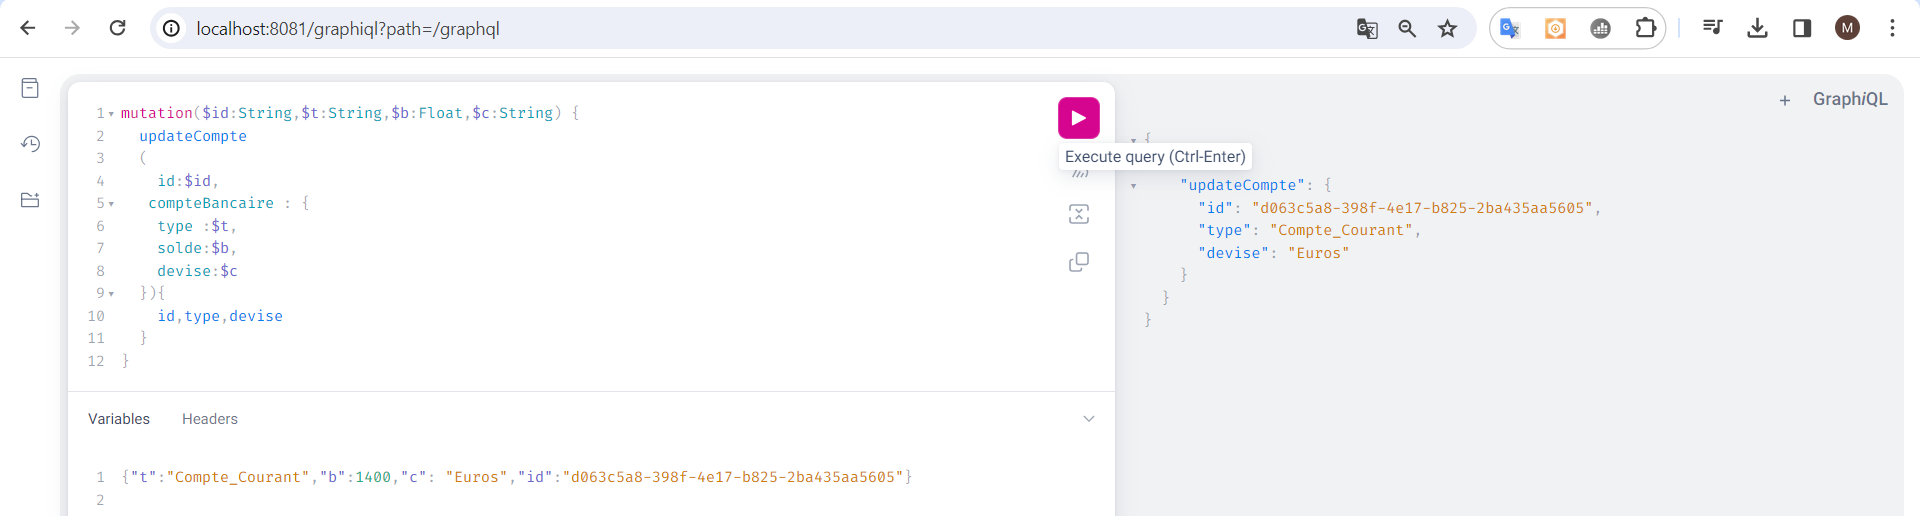 localhost:8081/graphiql?path=/graphql
M
1 mutation($id:String,$t:String,$b:Float,$c:String) {
2 updateCompte
3 (
4 id:$id,
5 compteBancaire : {
6 type :$t,
7 solde:$b,
8 devise:$c
9 }){
10 id,type,devise
11 }
12 }
Execute query (Ctrl-Enter)
Variables Headers
1 {"t":"Compte_Courant","b":1400,"c": "Euros","id":"d063c5a8-398f-4e17-b825-2ba435aa5605"}
2
+ GraphiQL
{
"updateCompte": {
"id": "d063c5a8-398f-4e17-b825-2ba435aa5605",
"type": "Compte_Courant",
"devise": "Euros"
}
}
}